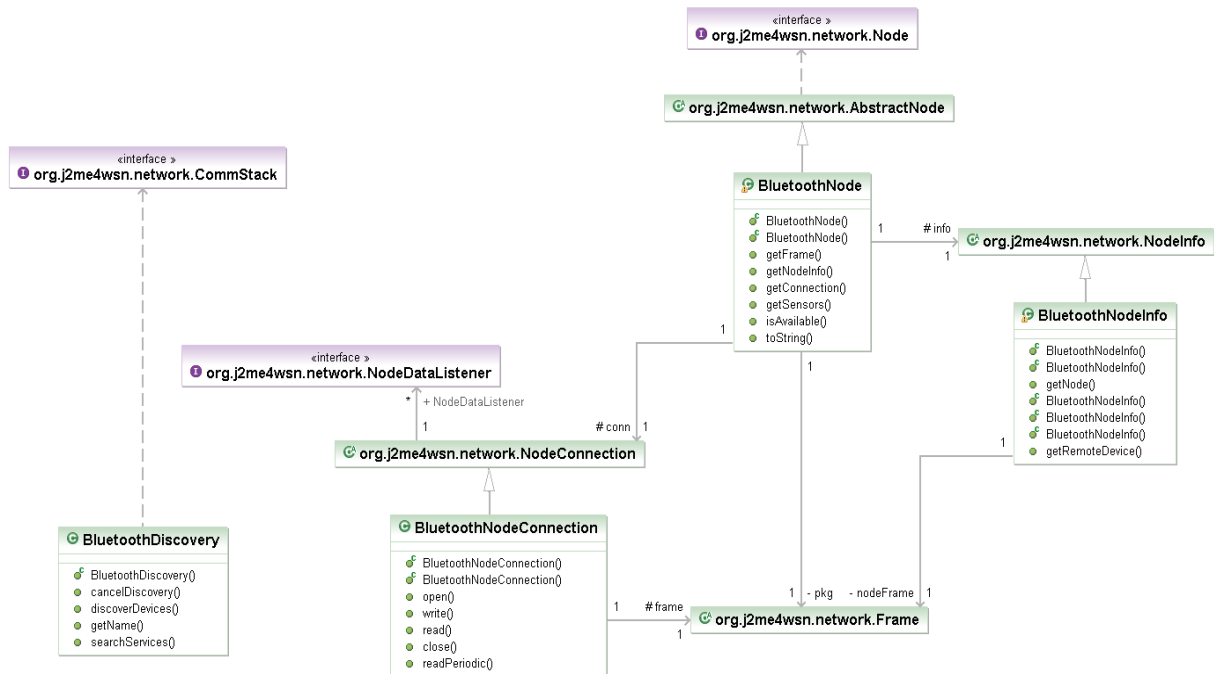 «interface »
org.j2me4wsn.network.Node
org.j2me4wsn.network.AbstractNode
«interface »
org.j2me4wsn.network.CommStack
BluetoothNode
BluetoothNode()
BluetoothNode()
getFrame()
getNodeInfo()
getConnection()
getSensors()
isAvailable()
toString()
1
# info
1
org.j2me4wsn.network.NodeInfo
BluetoothNodeInfo
BluetoothNodeInfo()
BluetoothNodeInfo()
getNode()
BluetoothNodeInfo()
BluetoothNodeInfo()
BluetoothNodeInfo()
getRemoteDevice()
1
1
1
«interface »
org.j2me4wsn.network.NodeDataListener
*
+ NodeDataListener
1
# conn
1
org.j2me4wsn.network.NodeConnection
BluetoothDiscovery
BluetoothDiscovery()
cancelDiscovery()
discoverDevices()
getName()
searchServices()
BluetoothNodeConnection
BluetoothNodeConnection()
BluetoothNodeConnection()
open()
write()
read()
close()
readPeriodic()
1
# frame
1
1
- pkg
- nodeFrame
1
org.j2me4wsn.network.Frame